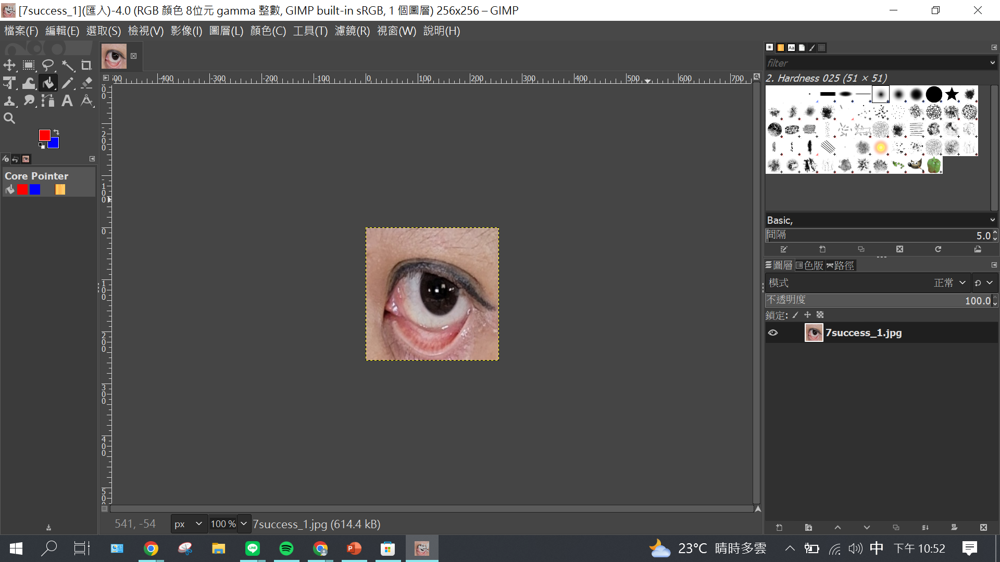 [7success_1](匯入)-4.0 (RGB 顏色 8位元 gamma 整數, GIMP built-in sRGB, 1 個圖層) 256x256 – GIMP
檔案(F) 編輯(E) 選取(S) 檢視(V) 影像(I) 圖層(L) 顏色(C) 工具(T) 濾鏡(R) 視窗(W) 說明(H)
-400 -300 -200 -100 0 100 200 300 400 500 600 700
-200
-100
0
100
200
300
400
Core Pointer
filter
2. Hardness 025 (51 × 51)
Aa
Basic,
間隔 5.0
圖層 色版 路徑
模式 正常
不透明度 100.0
鎖定:
7success_1.jpg
541, -54 px 100 % 7success_1.jpg (614.4 kB)
LINE
P
23°C 晴時多雲 中 下午 10:52